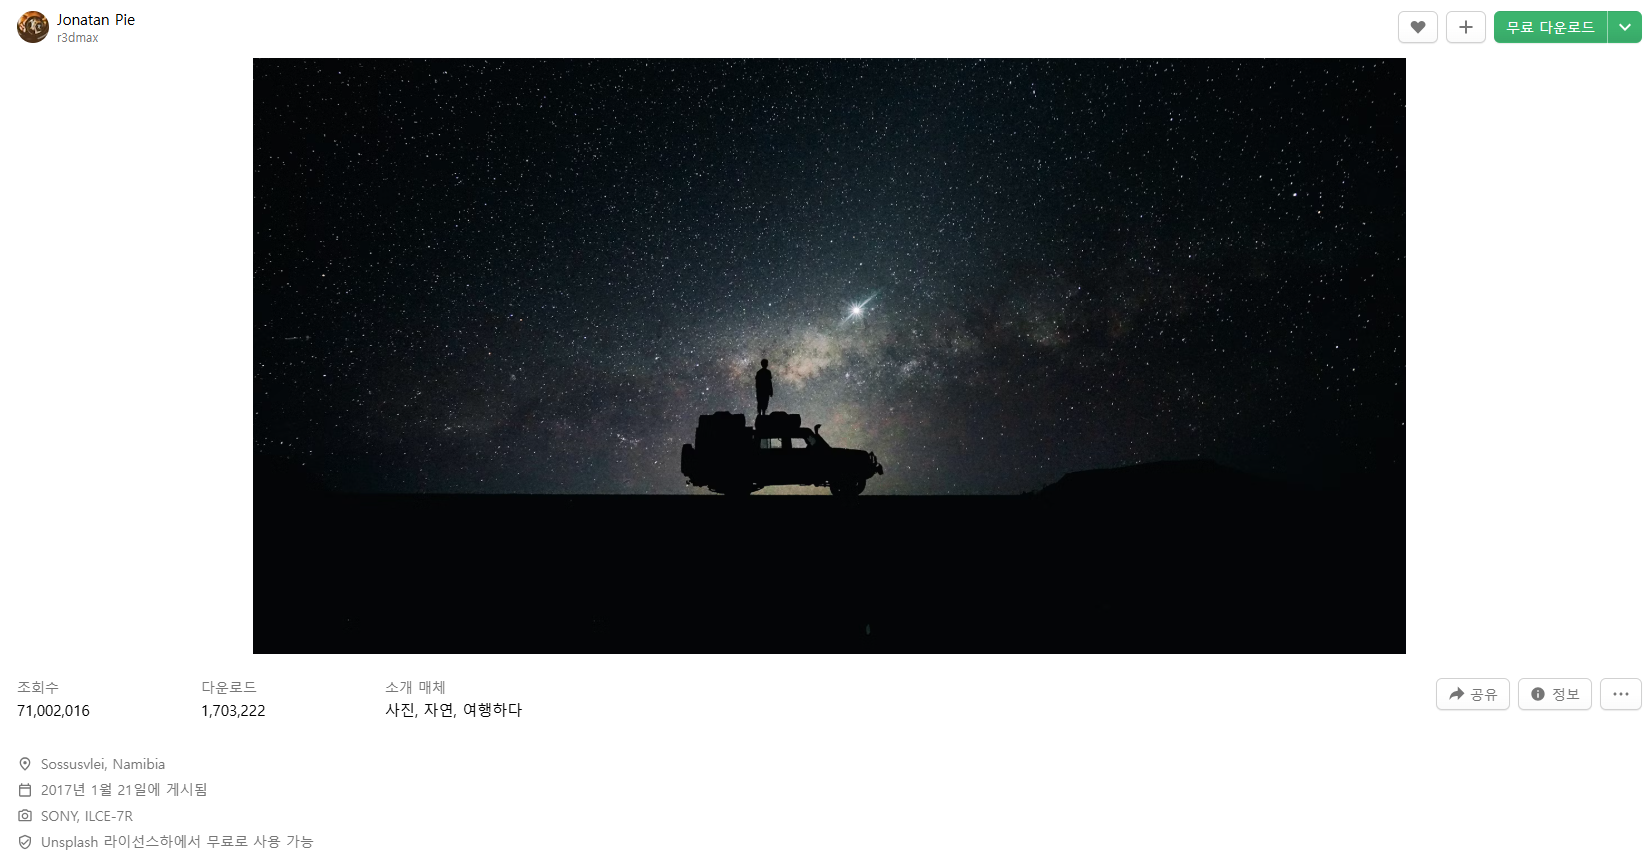 Jonatan Pie
r3dmax
무료 다운로드
조회수
71,002,016
다운로드
1,703,222
소개 매체
사진, 자연, 여행하다
공유
정보
Sossusvlei, Namibia
2017년 1월 21일에 게시됨
SONY, ILCE-7R
Unsplash 라이선스하에서 무료로 사용 가능